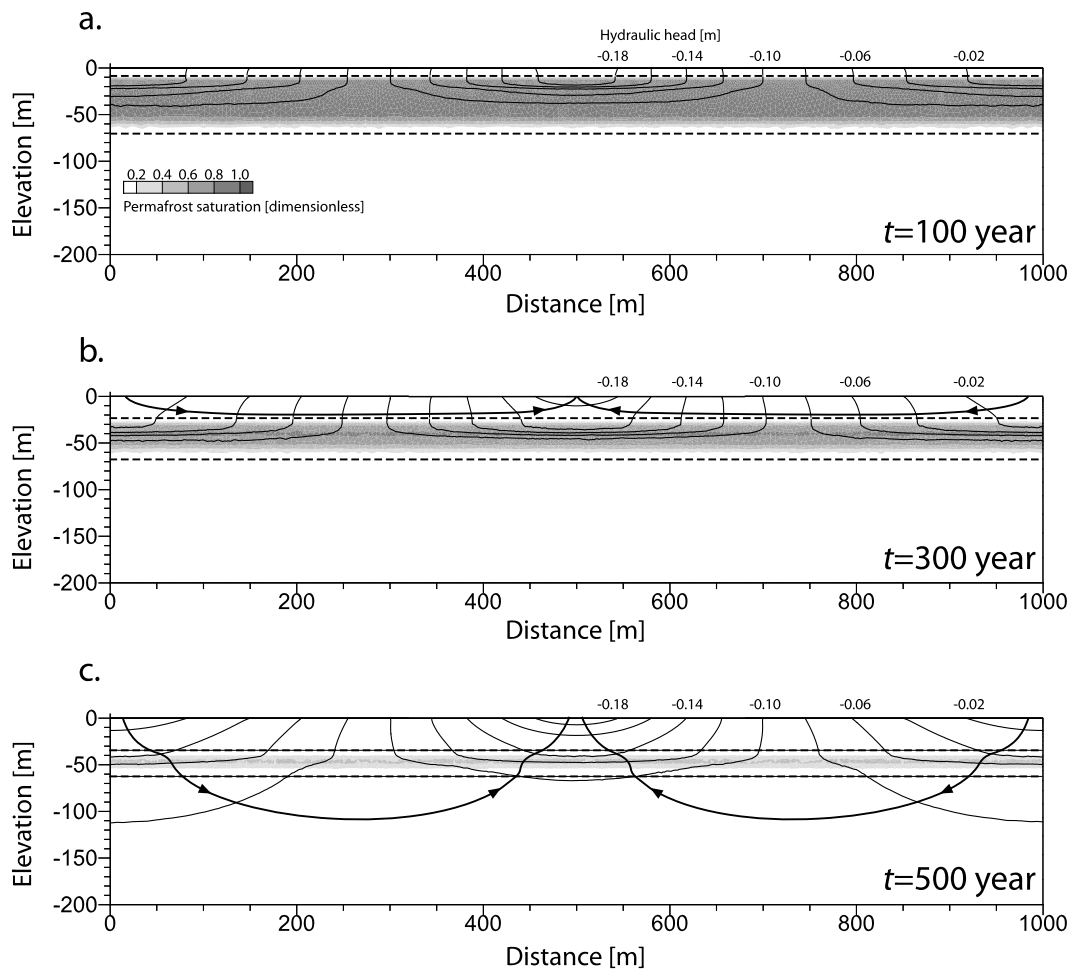 a.
Hydraulic head [m]
-0.18 -0.14 -0.10 -0.06 -0.02
0
-50
-100
-150
-200
Elevation [m]
0.2 0.4 0.6 0.8 1.0
Permafrost saturation [dimensionless]
t=100 year
0 200 400 600 800 1000
Distance [m]
b.
-0.18 -0.14 -0.10 -0.06 -0.02
0
-50
-100
-150
-200
Elevation [m]
t=300 year
0 200 400 600 800 1000
Distance [m]
c.
-0.18 -0.14 -0.10 -0.06 -0.02
0
-50
-100
-150
-200
Elevation [m]
t=500 year
0 200 400 600 800 1000
Distance [m]